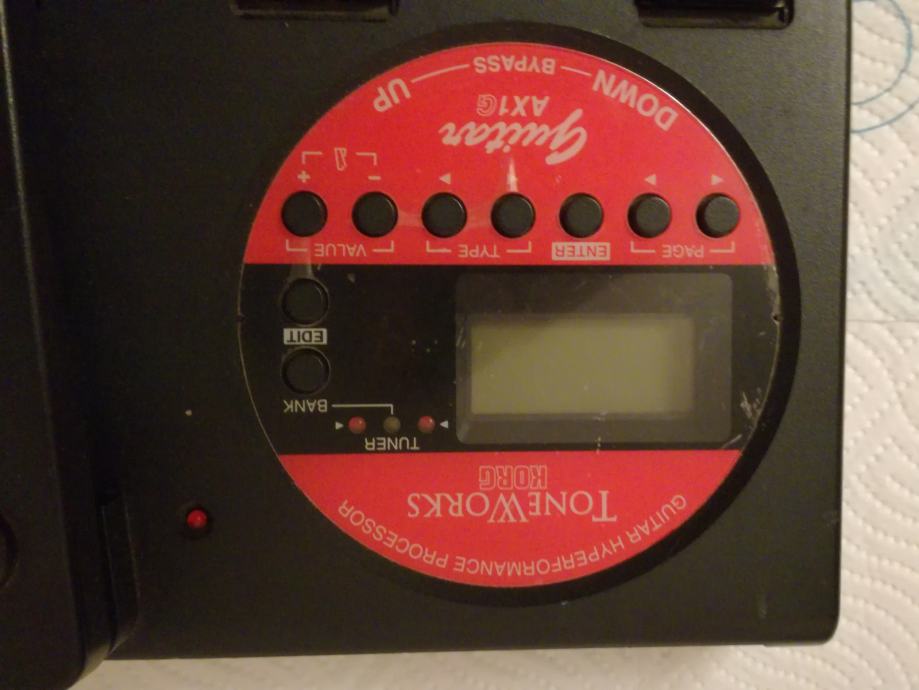 GUITAR HYPERFORMANCE PROCESSOR
TONEWORKS
KORG
TUNER
BANK
EDIT
PAGE
ENTER
TYPE
VALUE
- +
Guitar
AX1G
DOWN BYPASS UP